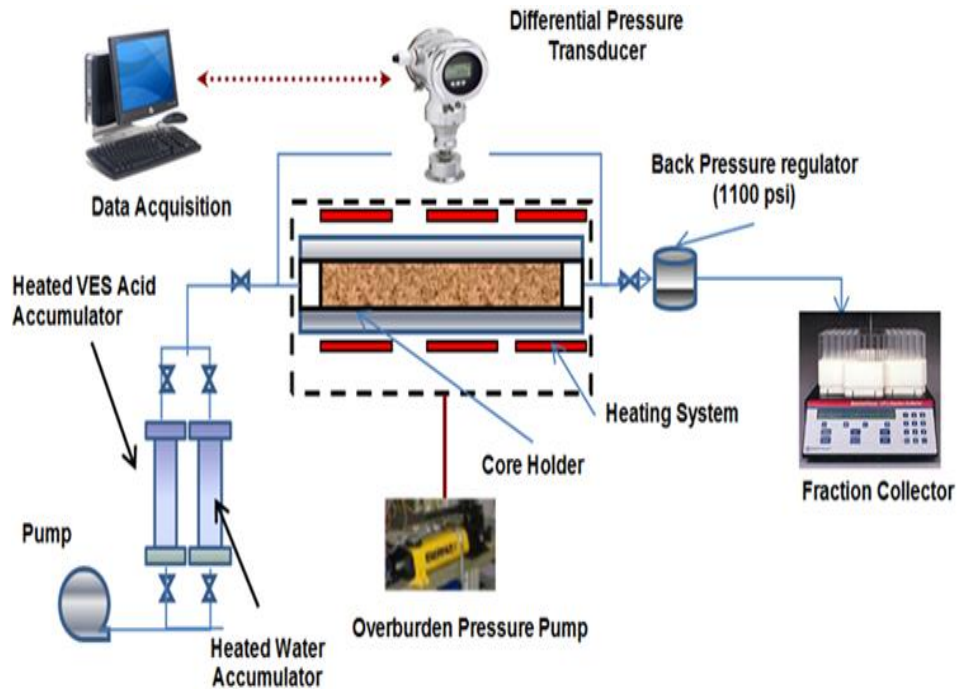 Differential Pressure
Transducer
Data Acquisition
Back Pressure regulator
(1100 psi)
Heated VES Acid
Accumulator
Heating System
Core Holder
Fraction Collector
Pump
Overburden Pressure Pump
Heated Water
Accumulator